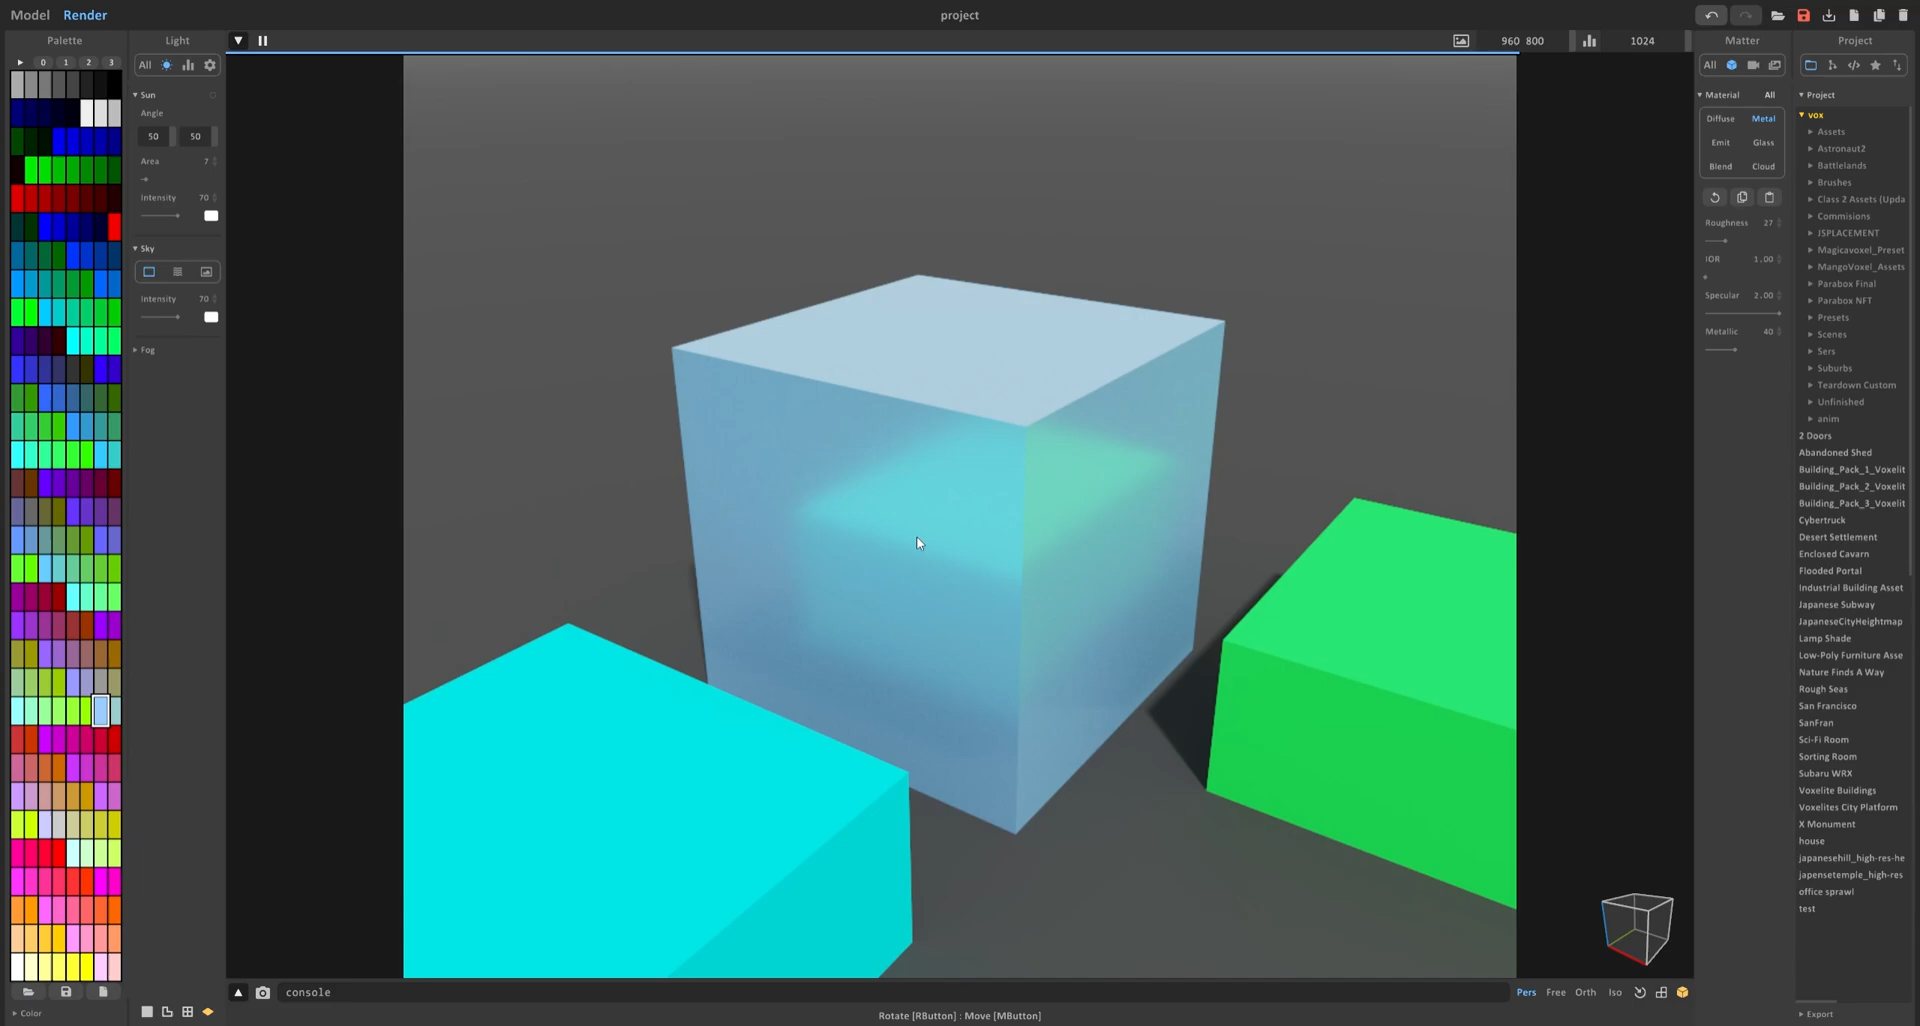 Model Render
project
Palette
Light
960 800
1024
Matter
Project
0 1 2 3
All
All
Sun
Angle
50 50
Area 7
Intensity 70
Sky
Intensity 70
Fog
Material All
Diffuse Metal
Emit Glass
Blend Cloud
Roughness 27
IOR 1.00
Specular 2.00
Metallic 40
Project
vox
Assets
Astronaut2
Battlelands
Brushes
Class 2 Assets (Upda
Commisions
JSPLACEMENT
Magicavoxel_Preset
MangoVoxel_Assets
Parabox Final
Parabox NFT
Presets
Scenes
Sers
Suburbs
Teardown Custom
Unfinished
anim
2 Doors
Abandoned Shed
Building_Pack_1_Voxelit
Building_Pack_2_Voxelit
Building_Pack_3_Voxelit
Cybertruck
Desert Settlement
Enclosed Cavarn
Flooded Portal
Industrial Building Asset
Japanese Subway
JapaneseCityHeightmap
Lamp Shade
Low-Poly Furniture Asse
Nature Finds A Way
Rough Seas
San Francisco
SanFran
Sci-Fi Room
Sorting Room
Subaru WRX
Voxelite Buildings
Voxelites City Platform
X Monument
house
japanesehill_high-res-he
japensetemple_high-res
office sprawl
test
console
Pers Free Orth Iso
Color
Rotate [RButton] : Move [MButton]
Export